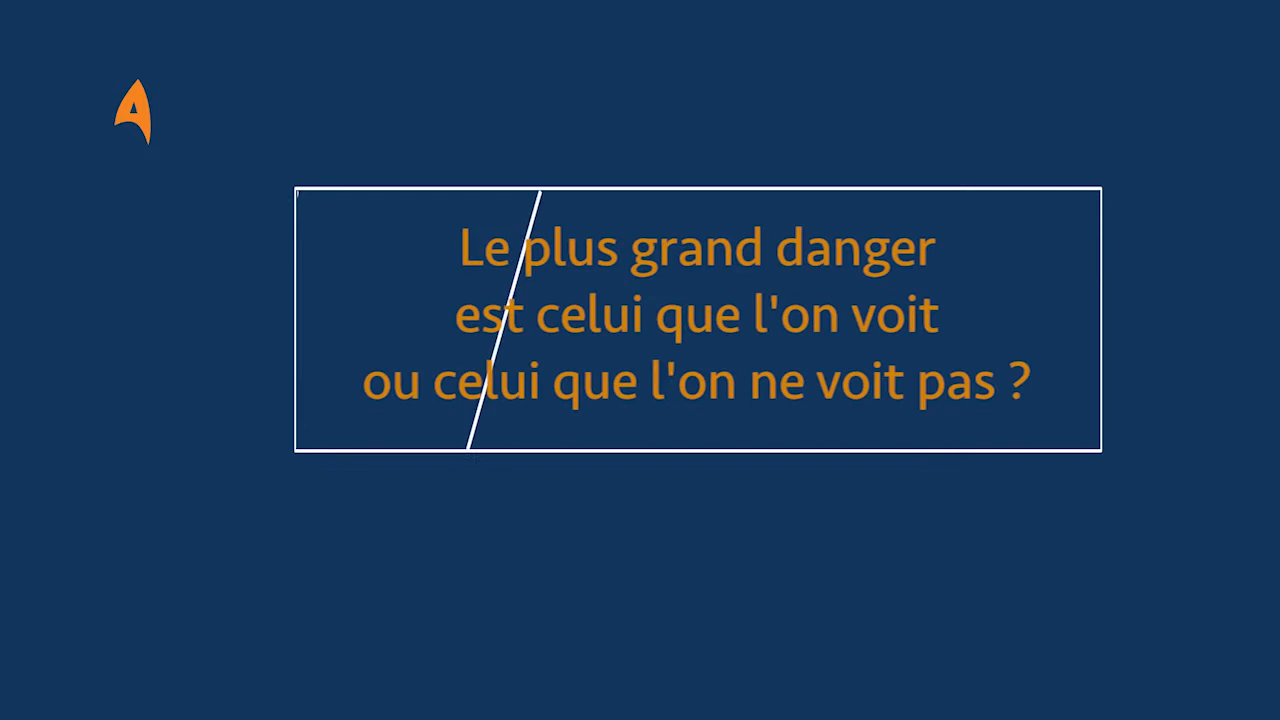 A
Le plus grand danger
est celui que l'on voit
ou celui que l'on ne voit pas ?